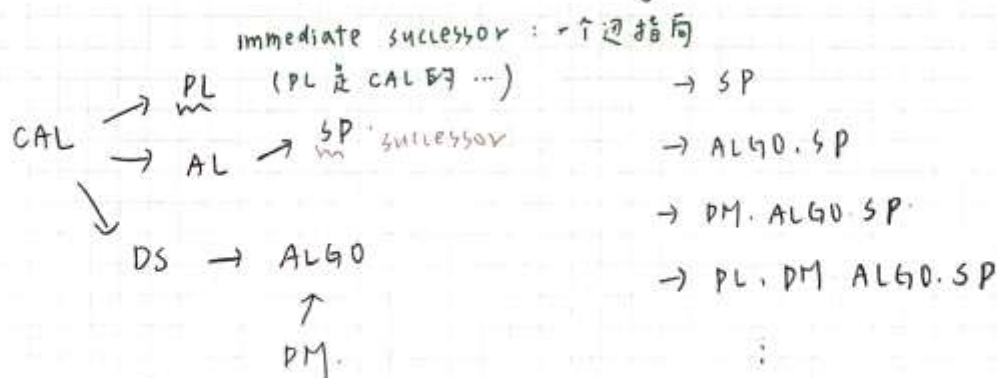 immediate successor : 一个边指向
(PL 是 CAL 的 ...)
PL
CAL
AL
SP successor
DS → ALGO
DM.
→ SP
→ ALGO. SP
→ DM. ALGO. SP.
→ PL. DM ALGO. SP
⋮